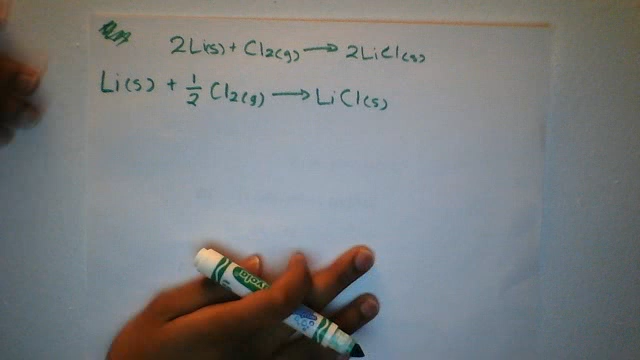 2Li(s) + Cl2(g) → 2LiCl(s)
Li(s) + 1/2 Cl2(g) → LiCl(s)